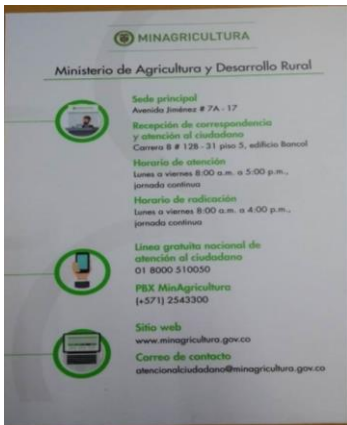 MINAGRICULTURA
Ministerio de Agricultura y Desarrollo Rural
Sede principal
Avenida Jiménez # 7A - 17
Recepción de correspondencia
y atención al ciudadano
Carrera 8 # 12B - 31 piso 5, edificio Bancol
Horario de atención
Lunes a viernes 8:00 a.m. a 5:00 p.m.,
jornada continua
Horario de radicación
Lunes a viernes 8:00 a.m. a 4:00 p.m.,
jornada continua
Línea gratuita nacional de
atención al ciudadano
01 8000 510050
PBX MinAgricultura
(+571) 2543300
Sitio web
www.minagricultura.gov.co
Correo de contacto
atencionalciudadano@minagricultura.gov.co